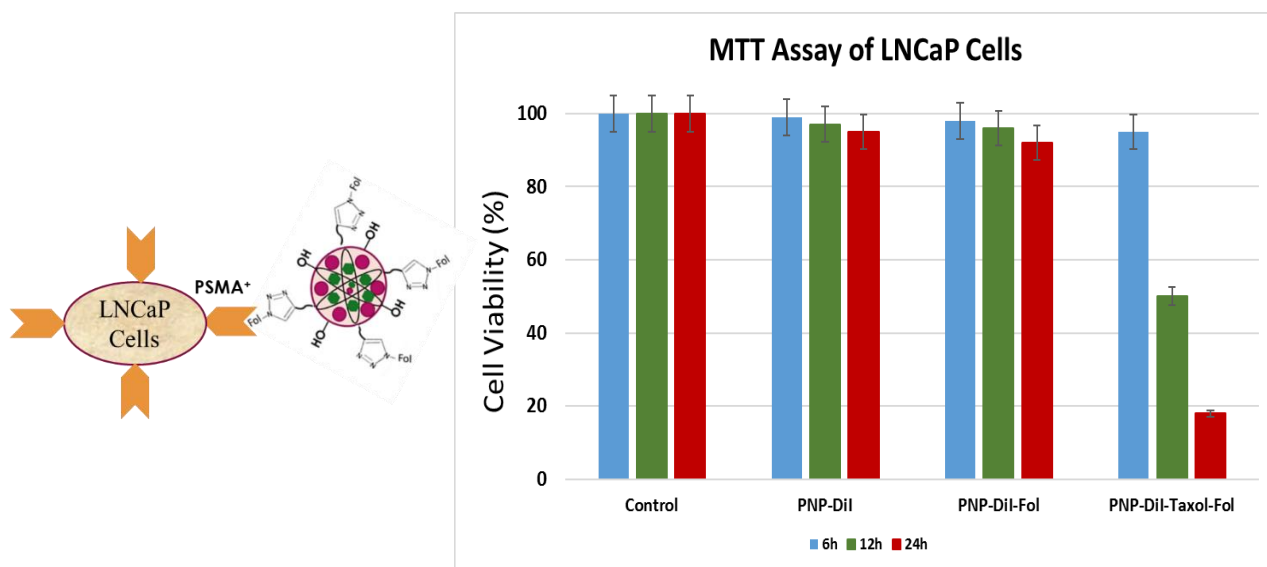 MTT Assay of LNCaP Cells
Cell Viability (%)
100
80
60
40
20
0
Control
PNP-DiI
PNP-DiI-Fol
PNP-DiI-Taxol-Fol
6h
12h
24h
LNCaP
Cells
PSMA⁺
Fol
N
N
N
OH
OH
Fol
N
N
N
N
N
N
Fol
OH
HO
N
N
N
Fol